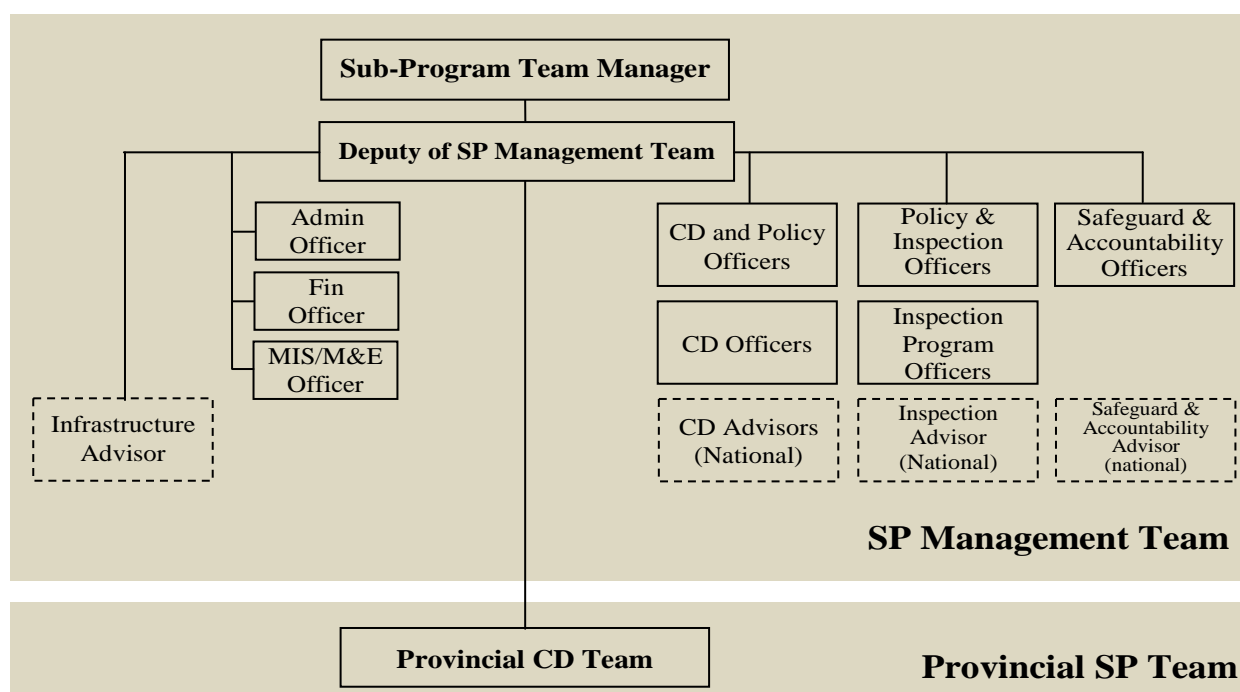 Sub-Program Team Manager
Deputy of SP Management Team
Admin
Officer
Fin
Officer
MIS/M&E
Officer
Infrastructure
Advisor
CD and Policy
Officers
Policy &
Inspection
Officers
Safeguard &
Accountability
Officers
CD Officers
Inspection
Program
Officers
CD Advisors
(National)
Inspection
Advisor
(National)
Safeguard &
Accountability
Advisor
(national)
SP Management Team
Provincial CD Team
Provincial SP Team